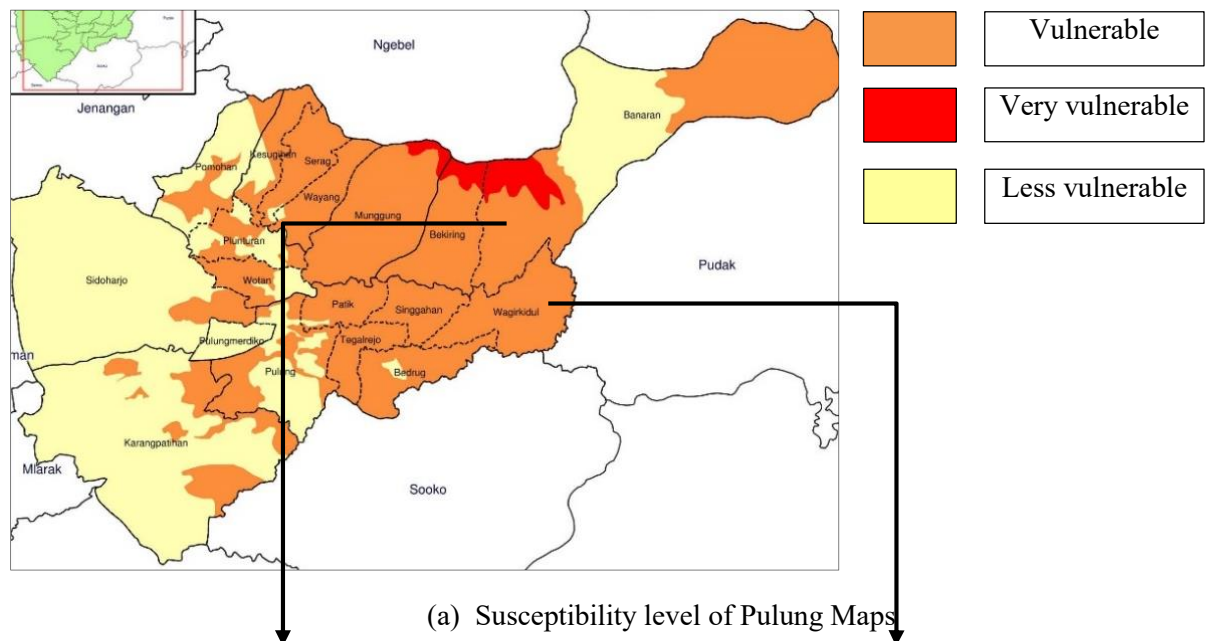 Ngebel
Vulnerable
Jenangan
Very vulnerable
Banaran
Kesugihan
Serag
Pomohan
Less vulnerable
Wayang
Munggung
Bekiring
Plunturan
Pudak
Sidoharjo
Wotan
Patik
Singgahan
Wagirkidul
Pulungmerdiko
Tegalrejo
man
Pulung
Bedrug
Karangpatihan
Mlarak
Sooko
(a) Susceptibility level of Pulung Maps